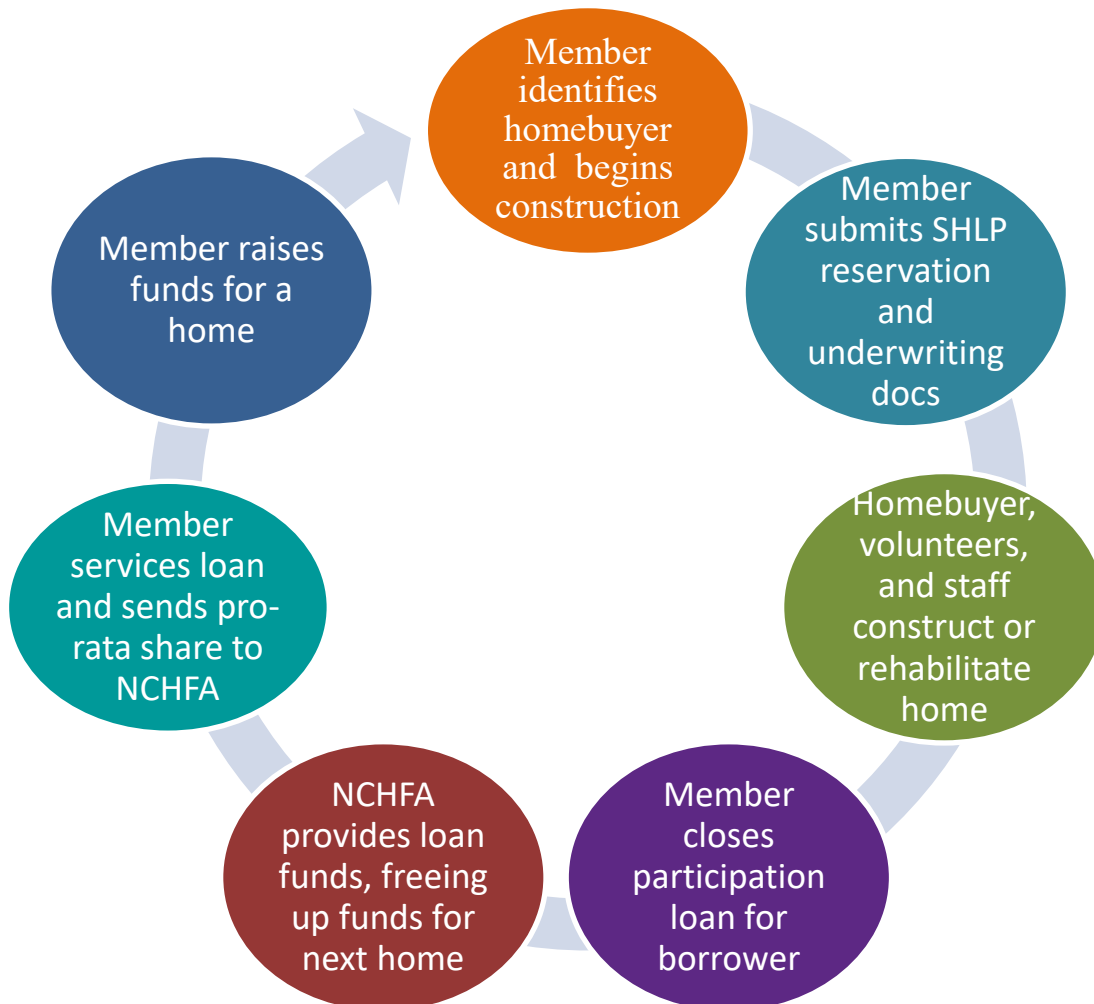 Member
identifies
homebuyer
and begins
construction
Member
submits SHLP
reservation
and
underwriting
docs
Homebuyer,
volunteers,
and staff
construct or
rehabilitate
home
Member
closes
participation
loan for
borrower
NCHFA
provides loan
funds, freeing
up funds for
next home
Member
services loan
and sends pro-
rata share to
NCHFA
Member raises
funds for a
home